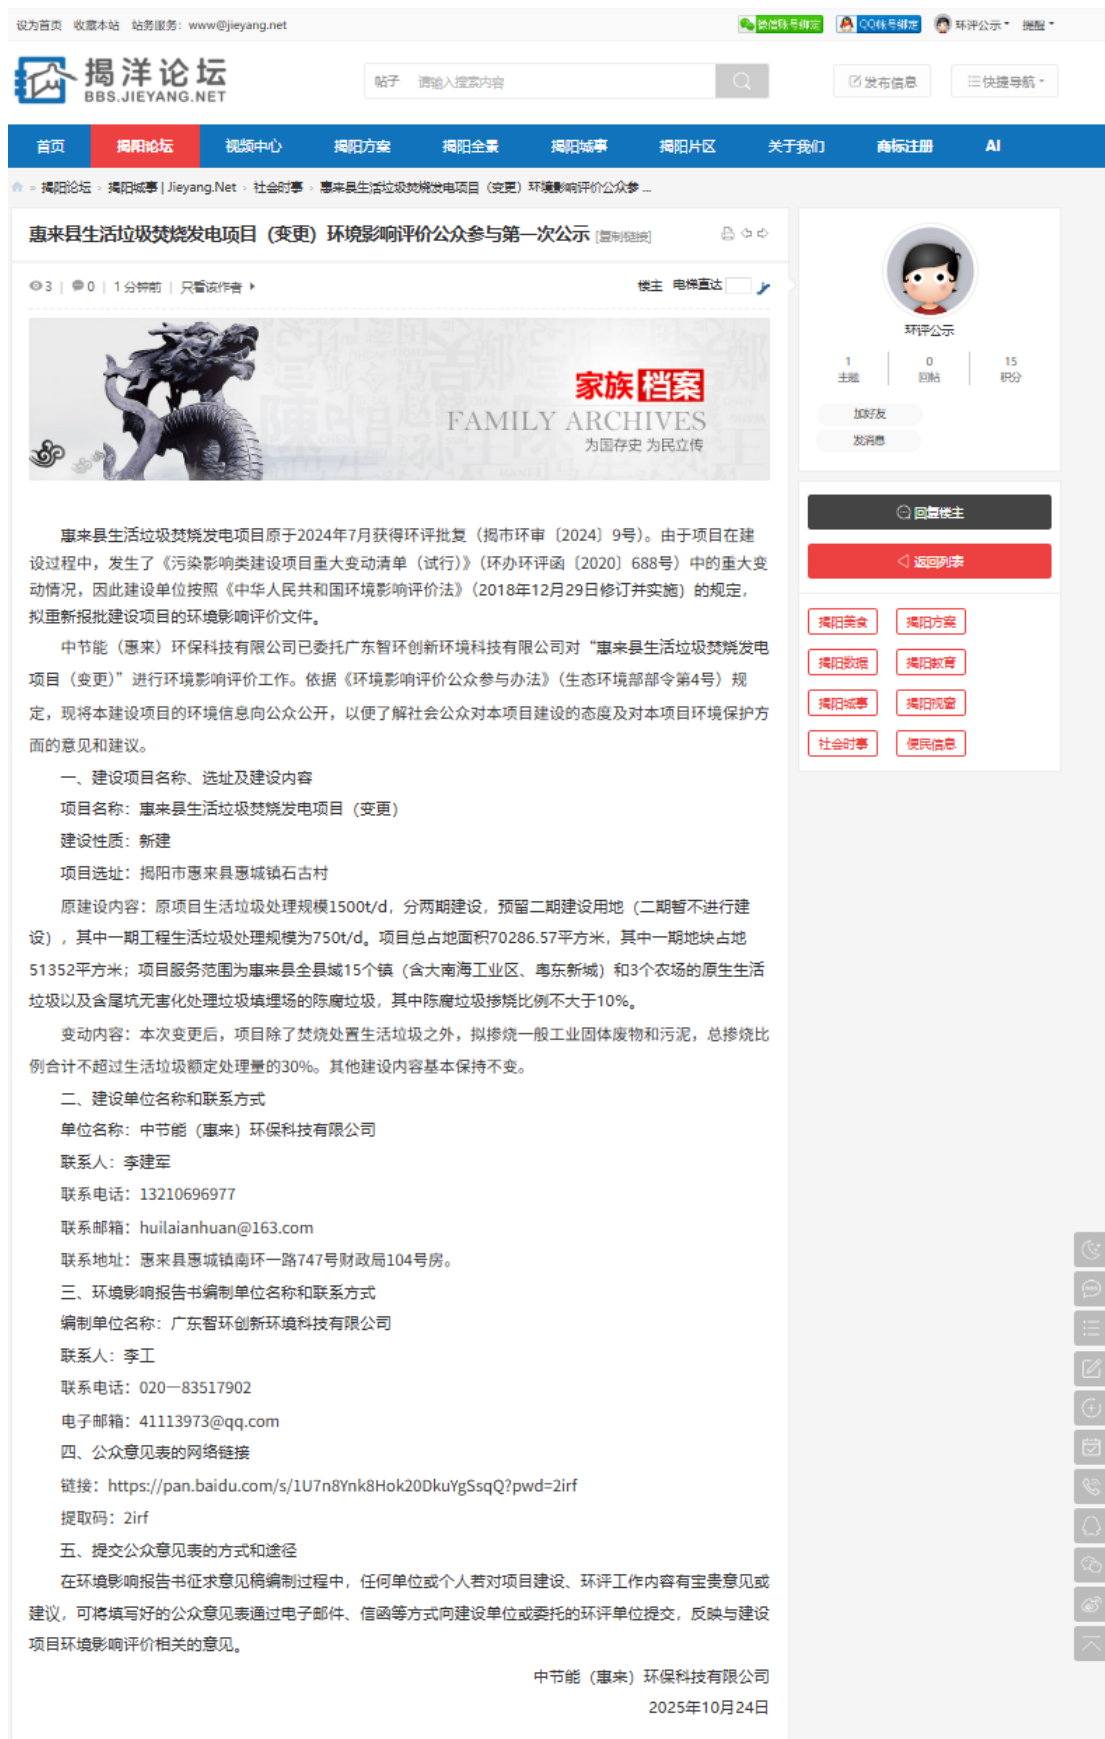 设为首页 收藏本站 站务服务：www@jieyang.net 微信账号绑定 QQ帐号绑定 环评公示 提醒
揭洋论坛
BBS.JIEYANG.NET
帖子 请输入搜索内容 发布信息 快捷导航
首页 揭阳论坛 视频中心 揭阳方案 揭阳全景 揭阳城事 揭阳片区 关于我们 商标注册 AI
» 揭阳论坛 › 揭阳城事 | Jieyang.Net › 社会时事 › 惠来县生活垃圾焚烧发电项目（变更）环境影响评价公众参 ...
惠来县生活垃圾焚烧发电项目（变更）环境影响评价公众参与第一次公示 [复制链接]
3 | 0 | 1 分钟前 | 只看该作者
楼主 电梯直达
家族 档案
FAMILY ARCHIVES
为国存史 为民立传
惠来县生活垃圾焚烧发电项目原于2024年7月获得环评批复（揭市环审〔2024〕9号）。由于项目在建
设过程中，发生了《污染影响类建设项目重大变动清单（试行）》（环办环评函〔2020〕688号）中的重大变
动情况，因此建设单位按照《中华人民共和国环境影响评价法》（2018年12月29日修订并实施）的规定，
拟重新报批建设项目的环境影响评价文件。
中节能（惠来）环保科技有限公司已委托广东智环创新环境科技有限公司对“惠来县生活垃圾焚烧发电
项目（变更）”进行环境影响评价工作。依据《环境影响评价公众参与办法》（生态环境部部令第4号）规
定，现将本建设项目的环境信息向公众公开，以便了解社会公众对本项目建设的态度及对本项目环境保护方
面的意见和建议。
一、建设项目名称、选址及建设内容
项目名称：惠来县生活垃圾焚烧发电项目（变更）
建设性质：新建
项目选址：揭阳市惠来县惠城镇石古村
原建设内容：原项目生活垃圾处理规模1500t/d，分两期建设，预留二期建设用地（二期暂不进行建
设），其中一期工程生活垃圾处理规模为750t/d。项目总占地面积70286.57平方米，其中一期地块占地
51352平方米；项目服务范围为惠来县全县域15个镇（含大南海工业区、粤东新城）和3个农场的原生生活
垃圾以及含尾坑无害化处理垃圾填埋场的陈腐垃圾，其中陈腐垃圾掺烧比例不大于10%。
变动内容：本次变更后，项目除了焚烧处置生活垃圾之外，拟掺烧一般工业固体废物和污泥，总掺烧比
例合计不超过生活垃圾额定处理量的30%。其他建设内容基本保持不变。
二、建设单位名称和联系方式
单位名称：中节能（惠来）环保科技有限公司
联系人：李建军
联系电话：13210696977
联系邮箱：huilaianhuan@163.com
联系地址：惠来县惠城镇南环一路747号财政局104号房。
三、环境影响报告书编制单位名称和联系方式
编制单位名称：广东智环创新环境科技有限公司
联系人：李工
联系电话：020—83517902
电子邮箱：41113973@qq.com
四、公众意见表的网络链接
链接：https://pan.baidu.com/s/1U7n8Ynk8Hok20DkuYgSsqQ?pwd=2irf
提取码：2irf
五、提交公众意见表的方式和途径
在环境影响报告书征求意见稿编制过程中，任何单位或个人若对项目建设、环评工作内容有宝贵意见或
建议，可将填写好的公众意见表通过电子邮件、信函等方式向建设单位或委托的环评单位提交，反映与建设
项目环境影响评价相关的意见。
中节能（惠来）环保科技有限公司
2025年10月24日
环评公示
1 0 15
主题 回帖 积分
加好友
发消息
回复楼主
返回列表
揭阳美食 揭阳方案
揭阳数据 揭阳教育
揭阳城事 揭阳视窗
社会时事 便民信息